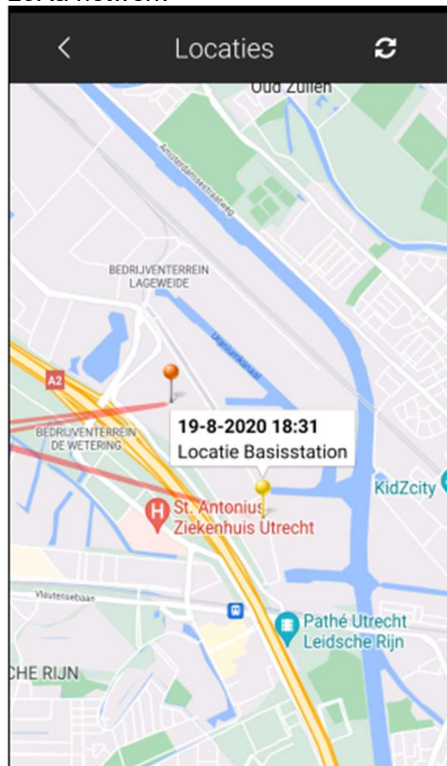 Locaties
Oud Zuilen
Amsterdamsestraatweg
BEDRIJVENTERREIN
LAGEWEIDE
Uraniumkanaal
A2
19-8-2020 18:31
Locatie Basisstation
BEDRIJVENTERREIN
DE WETERING
KidZcity
H
St. Antonius
Ziekenhuis Utrecht
Vleutensebaan
Pathé Utrecht
Leidsche Rijn
CHE RIJN